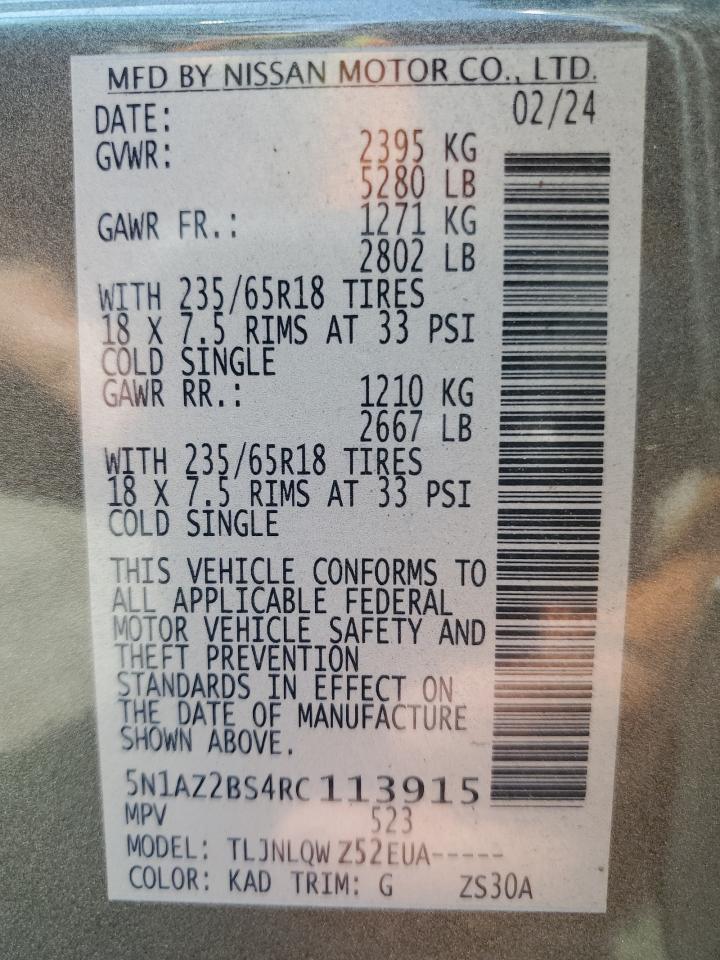 MFD BY NISSAN MOTOR CO., LTD.
DATE: 02/24
GVWR: 2395 KG
5280 LB
GAWR FR.: 1271 KG
2802 LB
WITH 235/65R18 TIRES
18 X 7.5 RIMS AT 33 PSI
COLD SINGLE
GAWR RR.: 1210 KG
2667 LB
WITH 235/65R18 TIRES
18 X 7.5 RIMS AT 33 PSI
COLD SINGLE
THIS VEHICLE CONFORMS TO
ALL APPLICABLE FEDERAL
MOTOR VEHICLE SAFETY AND
THEFT PREVENTION
STANDARDS IN EFFECT ON
THE DATE OF MANUFACTURE
SHOWN ABOVE.
5N1AZ2BS4RC113915
MPV 523
MODEL: TLJNLQW Z52EUA-----
COLOR: KAD TRIM: G ZS30A